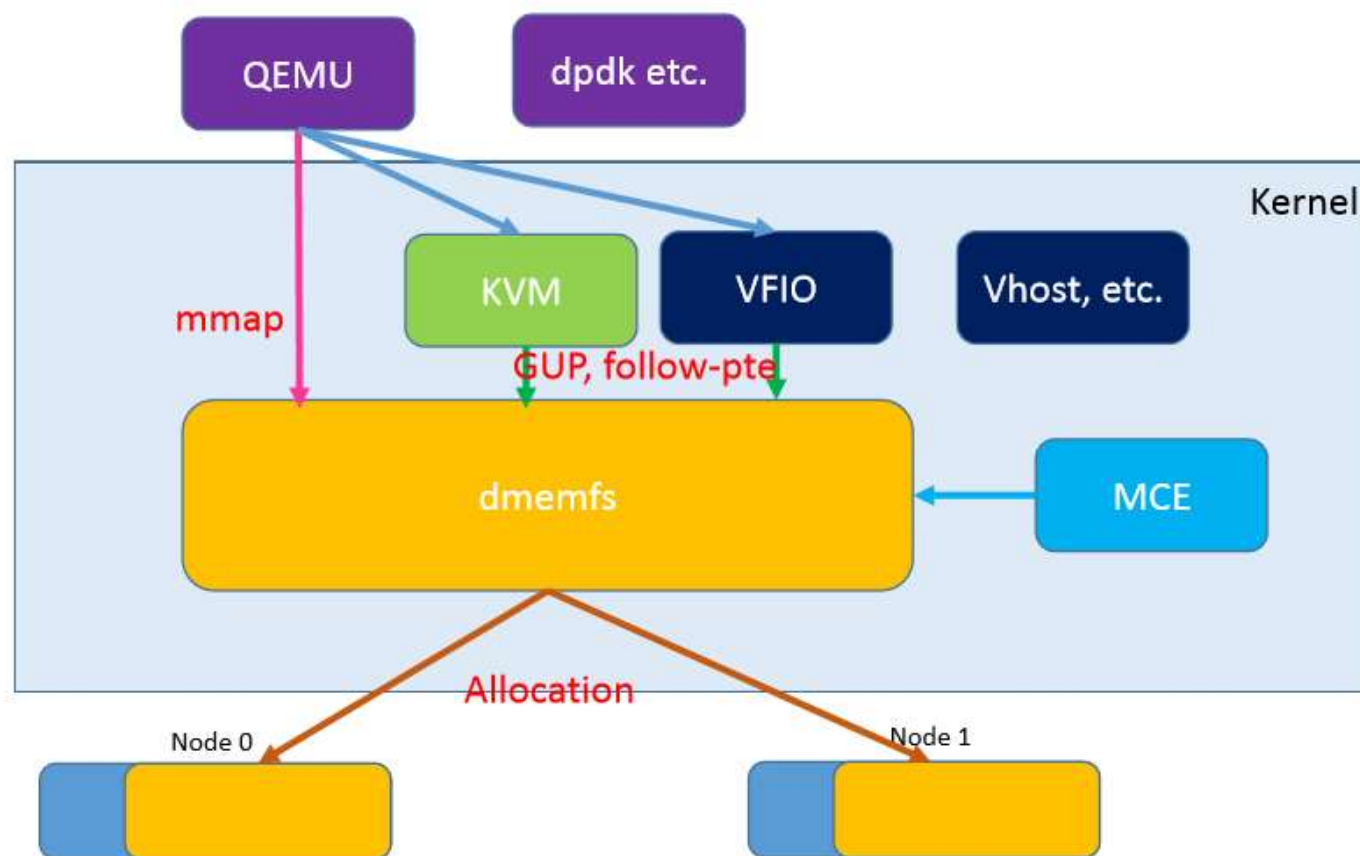 QEMU
dpdk etc.
Kernel
KVM
VFIO
Vhost, etc.
mmap
GUP, follow-pte
dmemfs
MCE
Allocation
Node 0
Node 1